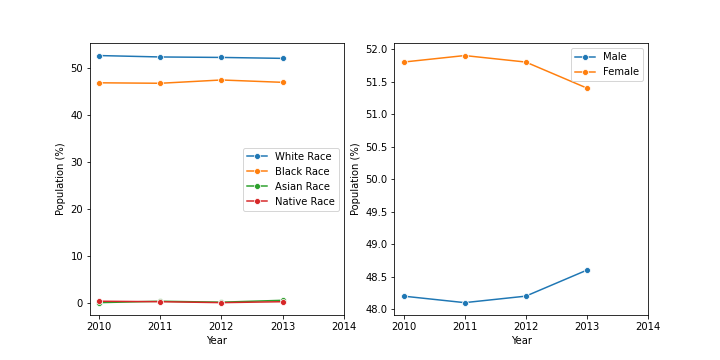 50
40
30
20
10
0
Population (%)
White Race
Black Race
Asian Race
Native Race
2010 2011 2012 2013 2014
Year
52.0
51.5
51.0
50.5
50.0
49.5
49.0
48.5
48.0
Population (%)
Male
Female
2010 2011 2012 2013 2014
Year